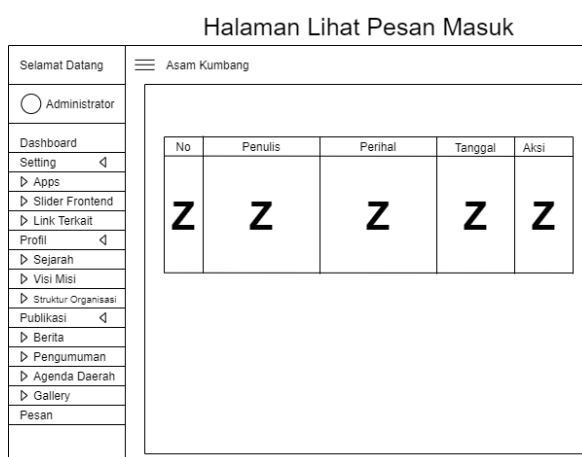 Halaman Lihat Pesan Masuk
Selamat Datang
Asam Kumbang
Administrator
Dashboard
Setting
Apps
Slider Frontend
Link Terkait
Profil
Sejarah
Visi Misi
Struktur Organisasi
Publikasi
Berita
Pengumuman
Agenda Daerah
Gallery
Pesan
No Penulis Perihal Tanggal Aksi
Z Z Z Z Z